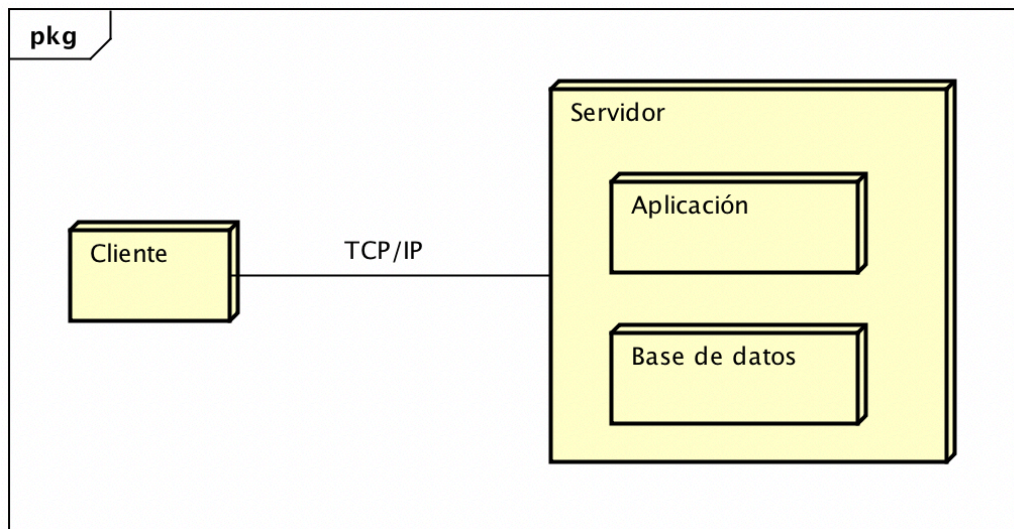 pkg
Servidor
Aplicación
Cliente
TCP/IP
Base de datos